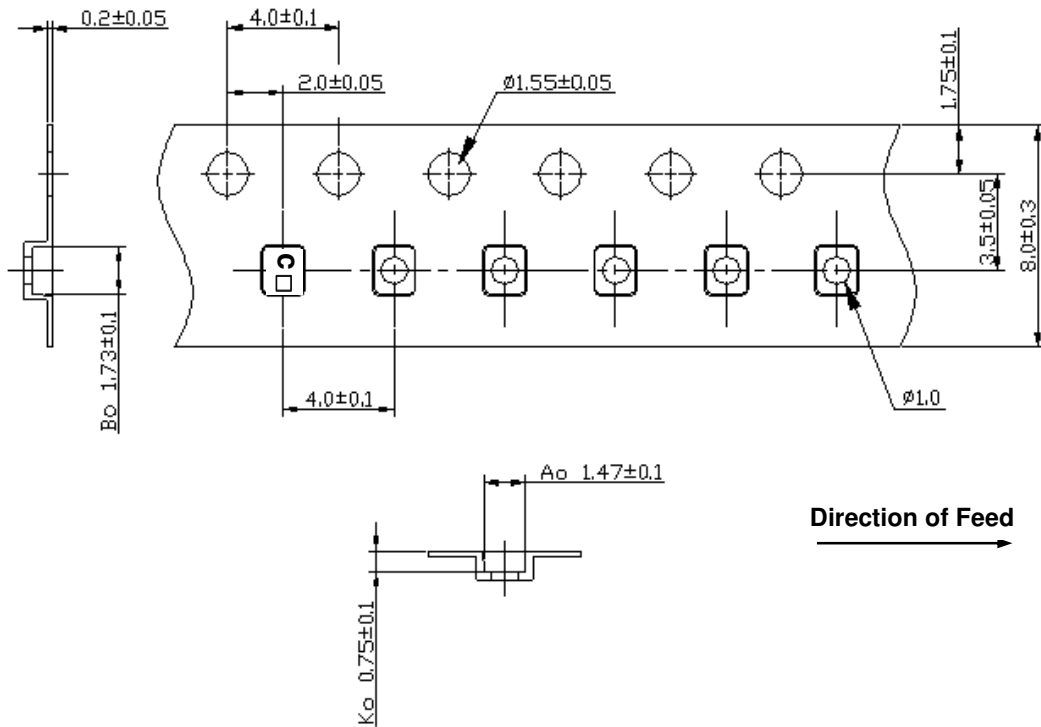 0.2±0.05
4.0±0.1
2.0±0.05
ø1.55±0.05
1.75±0.1
3.5±0.05
8.0±0.3
C
Bo 1.73±0.1
4.0±0.1
ø1.0
Ao 1.47±0.1
Direction of Feed
Ko 0.75±0.1